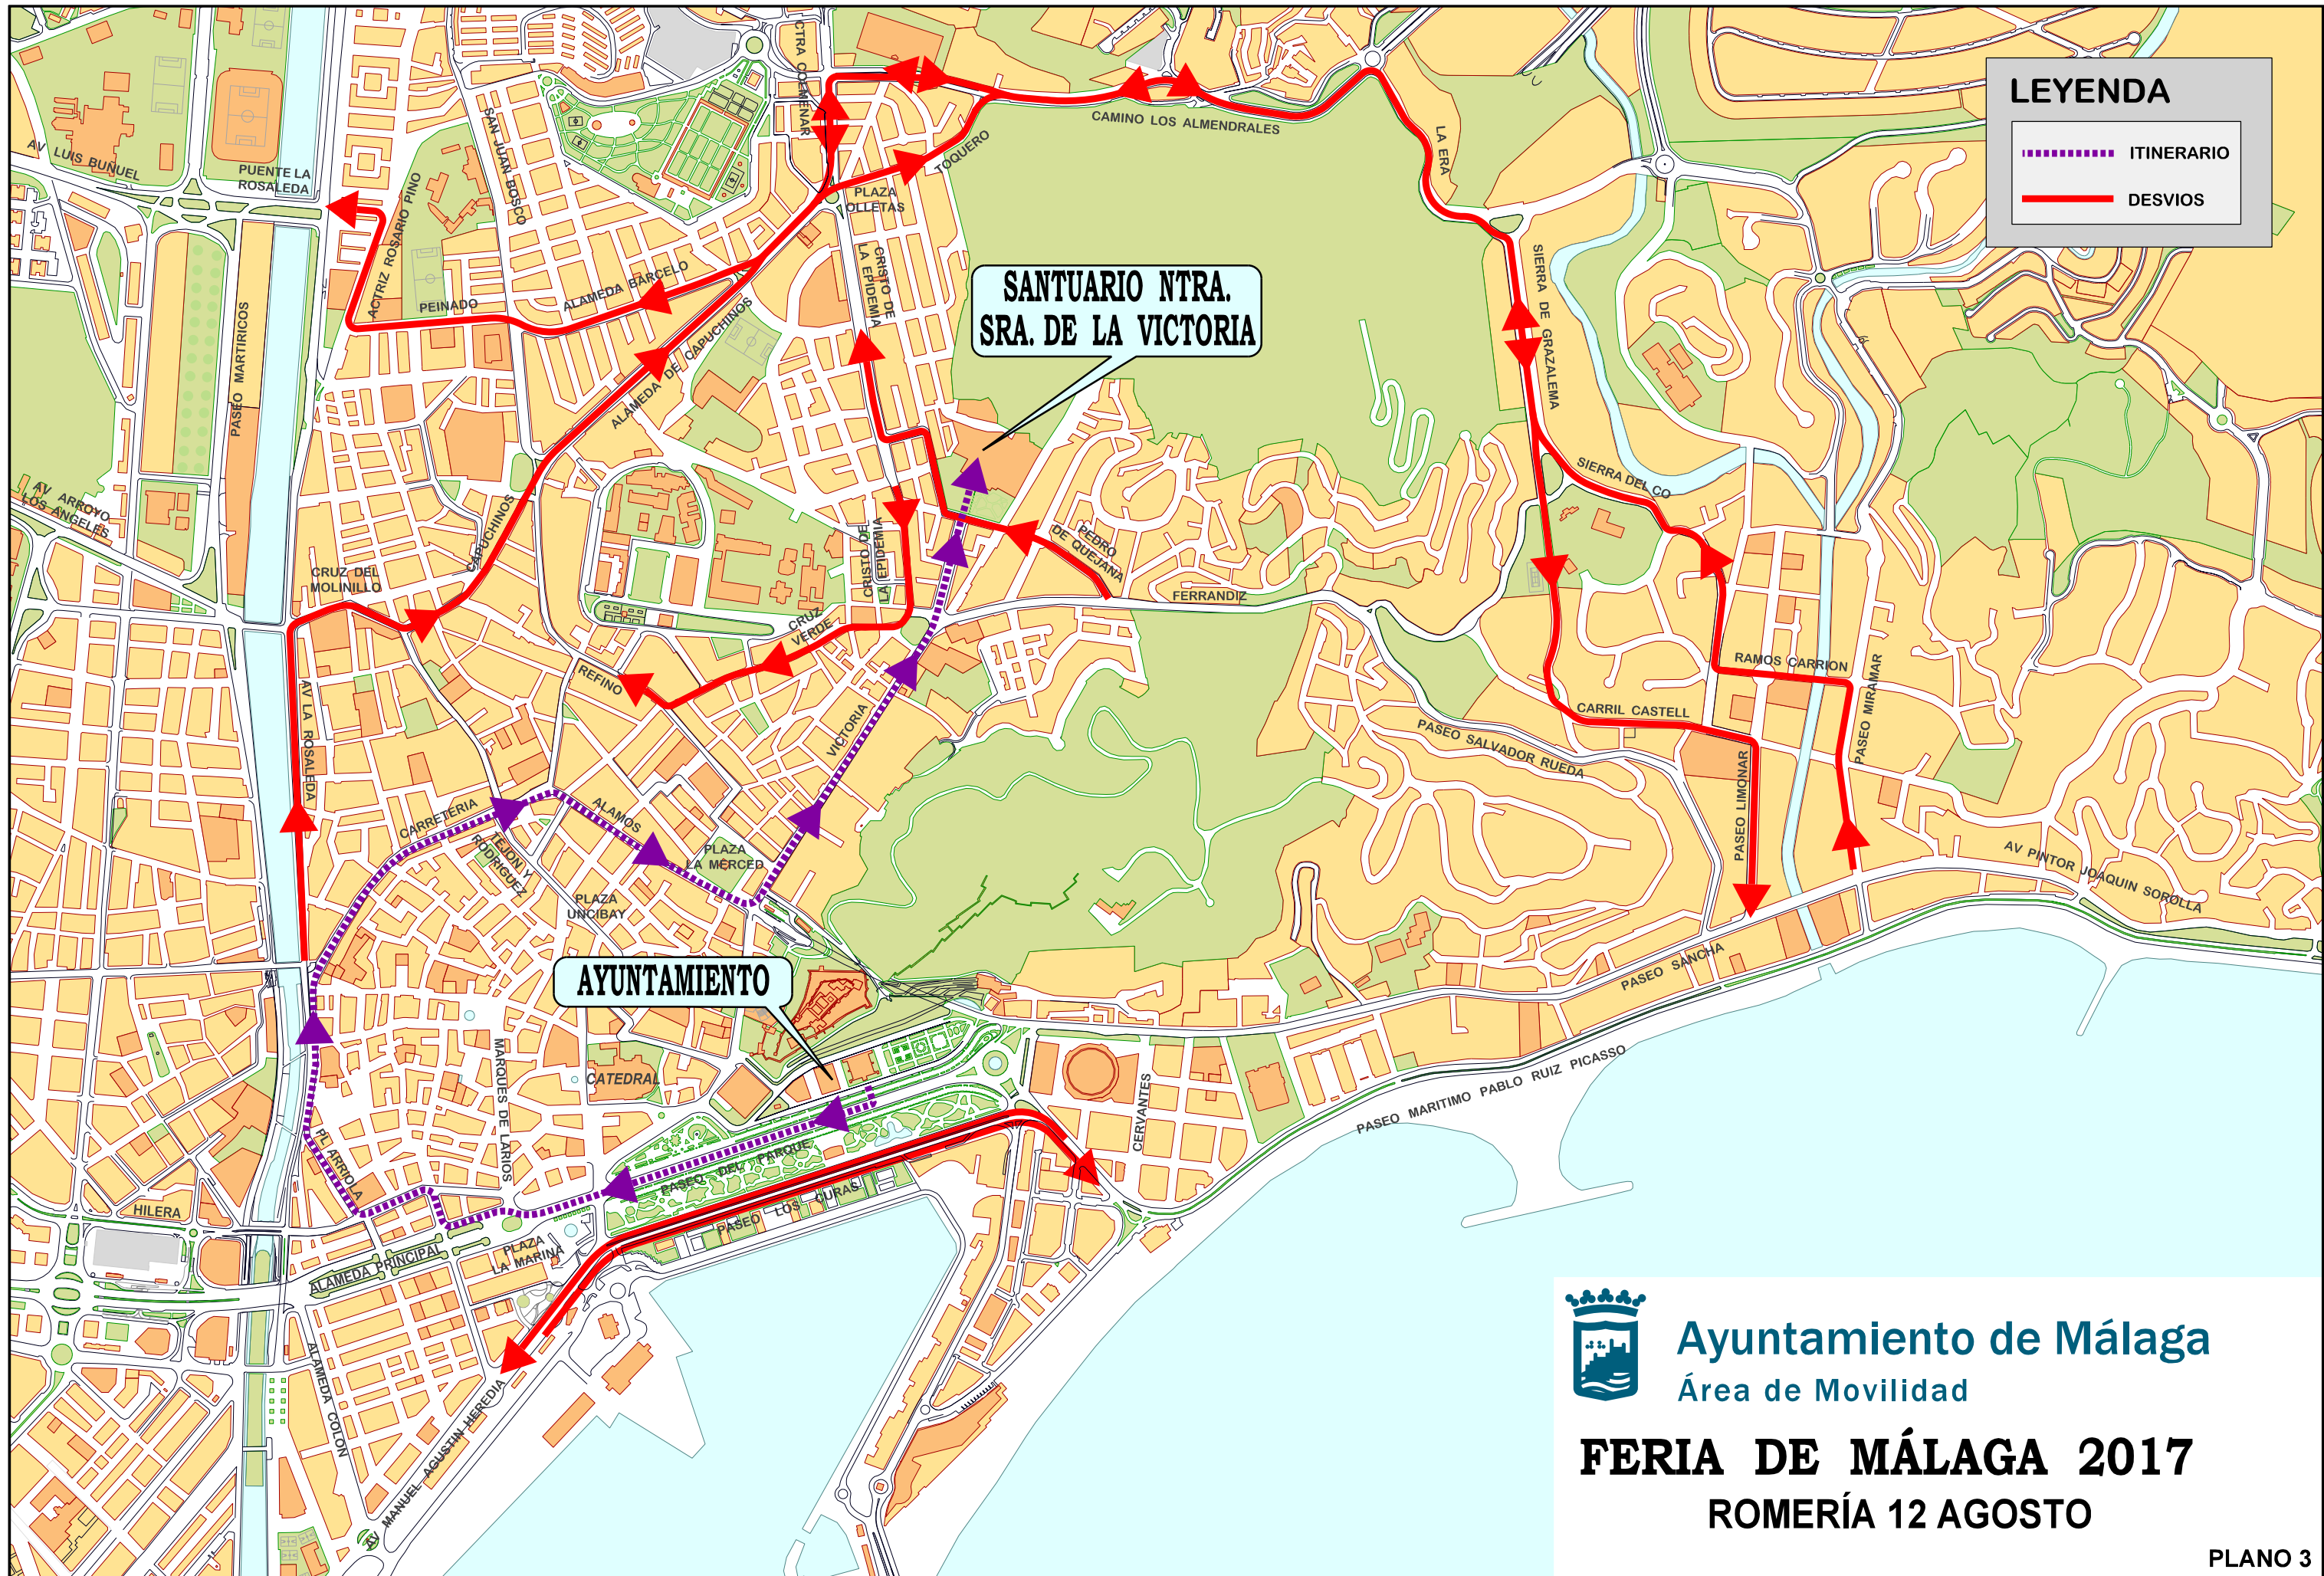 LEYENDA
ITINERARIO
DESVIOS
CTRA COLMENAR
CAMINO LOS ALMENDRALES
LA ERA
SAN JUAN BOSCO
TOQUERO
AV LUIS BUÑUEL
PUENTE LA
ROSALEDA
PLAZA
OLLETAS
ACTRIZ ROSARIO PINO
PEINADO
ALAMEDA BARCELO
CRISTO DE
LA EPIDEMIA
SANTUARIO NTRA.
SRA. DE LA VICTORIA
SIERRA DE GRAZALEMA
PASEO MARTIRICOS
ALAMEDA DE CAPUCHINOS
SIERRA DEL CO
AV ARROYO
LOS ANGELES
CAPUCHINOS
CRISTO DE
LA EPIDEMIA
PEDRO
DE QUEJANA
CRUZ DEL
MOLINILLO
FERRANDIZ
CRUZ
VERDE
REFINO
RAMOS CARRION
PASEO MIRAMAR
AV LA ROSALEDA
VICTORIA
CARRIL CASTELL
PASEO SALVADOR RUEDA
PASEO LIMONAR
CARRETERIA
ALAMOS
TEJON Y
RODRIGUEZ
PLAZA
LA MERCED
AV PINTOR JOAQUIN SOROLLA
PLAZA
UNCIBAY
AYUNTAMIENTO
PASEO SANCHA
MARQUES DE LARIOS
CATEDRAL
CERVANTES
PASEO MARITIMO PABLO RUIZ PICASSO
PL ARRIOLA
PASEO DEL PARQUE
PASEO LOS CURAS
HILERA
ALAMEDA PRINCIPAL
PLAZA
LA MARINA
ALAMEDA COLON
AV MANUEL AGUSTIN HEREDIA
Ayuntamiento de Málaga
Área de Movilidad
FERIA DE MÁLAGA 2017
ROMERÍA 12 AGOSTO
PLANO 3